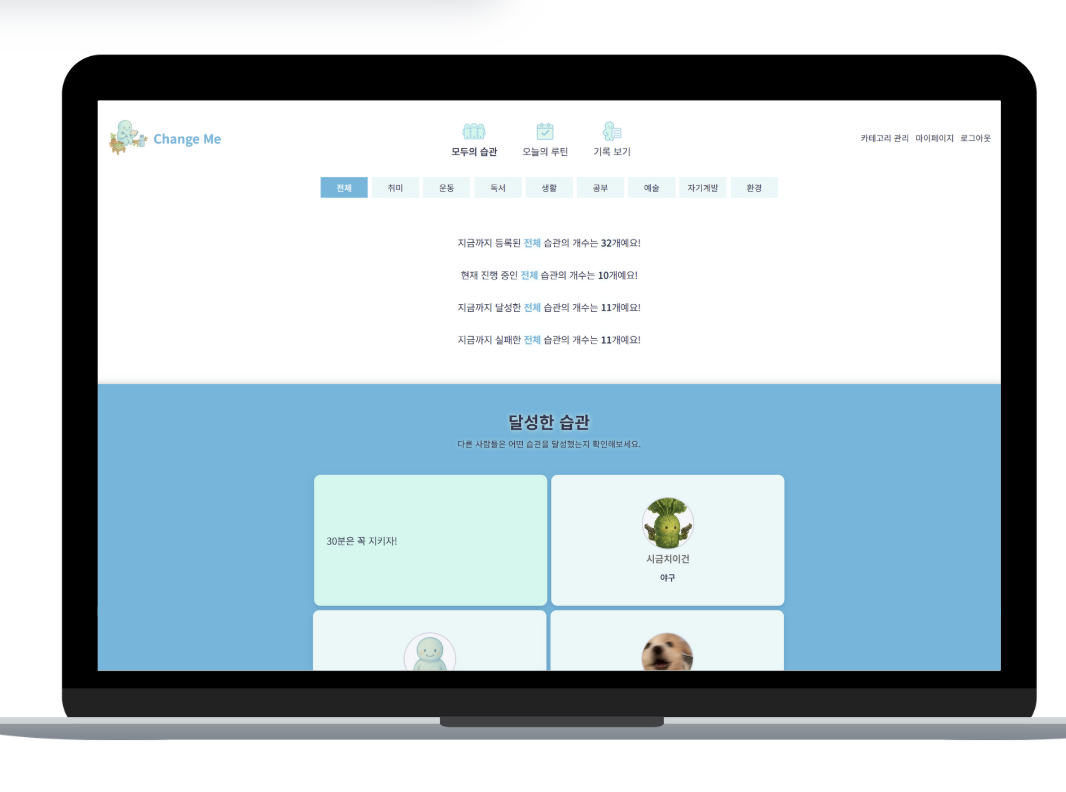 Change Me
모두의 습관
오늘의 루틴
기록 보기
카테고리 관리 마이페이지 로그아웃
전체 취미 운동 독서 생활 공부 예술 자기계발 환경
지금까지 등록된 전체 습관의 개수는 32개예요!
현재 진행 중인 전체 습관의 개수는 10개예요!
지금까지 달성한 전체 습관의 개수는 11개예요!
지금까지 실패한 전체 습관의 개수는 11개예요!
달성한 습관
다른 사람들은 어떤 습관을 달성했는지 확인해보세요.
30분은 꼭 지키자!
시금치이건
야구